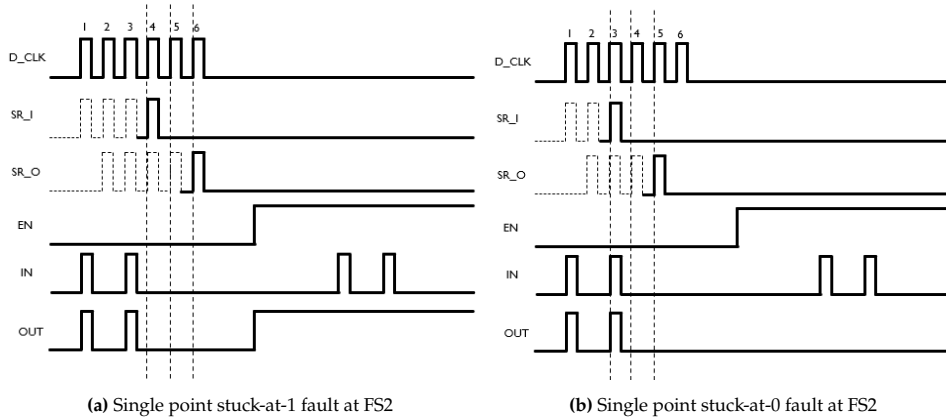 1 2 3 4 5 6
D_CLK
SR_I
SR_O
EN
IN
OUT
(a) Single point stuck-at-1 fault at FS2
1 2 3 4 5 6
D_CLK
SR_I
SR_O
EN
IN
OUT
(b) Single point stuck-at-0 fault at FS2